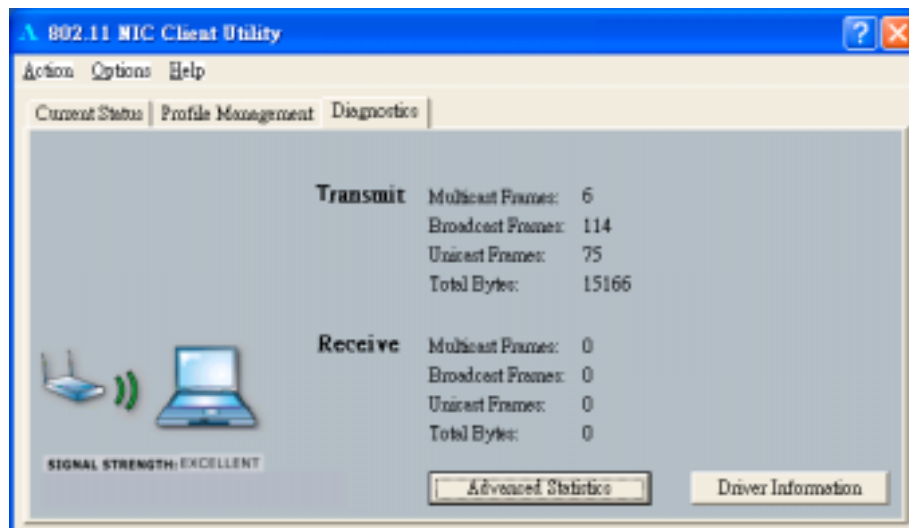 802.11 NIC Client Utility
Action Options Help
Current Status Profile Management Diagnostics
Transmit Multicast Frames: 6
Broadcast Frames: 114
Unicast Frames: 75
Total Bytes: 15166
Receive Multicast Frames: 0
Broadcast Frames: 0
Unicast Frames: 0
Total Bytes: 0
SIGNAL STRENGTH: EXCELLENT
Advanced Statistics Driver Information